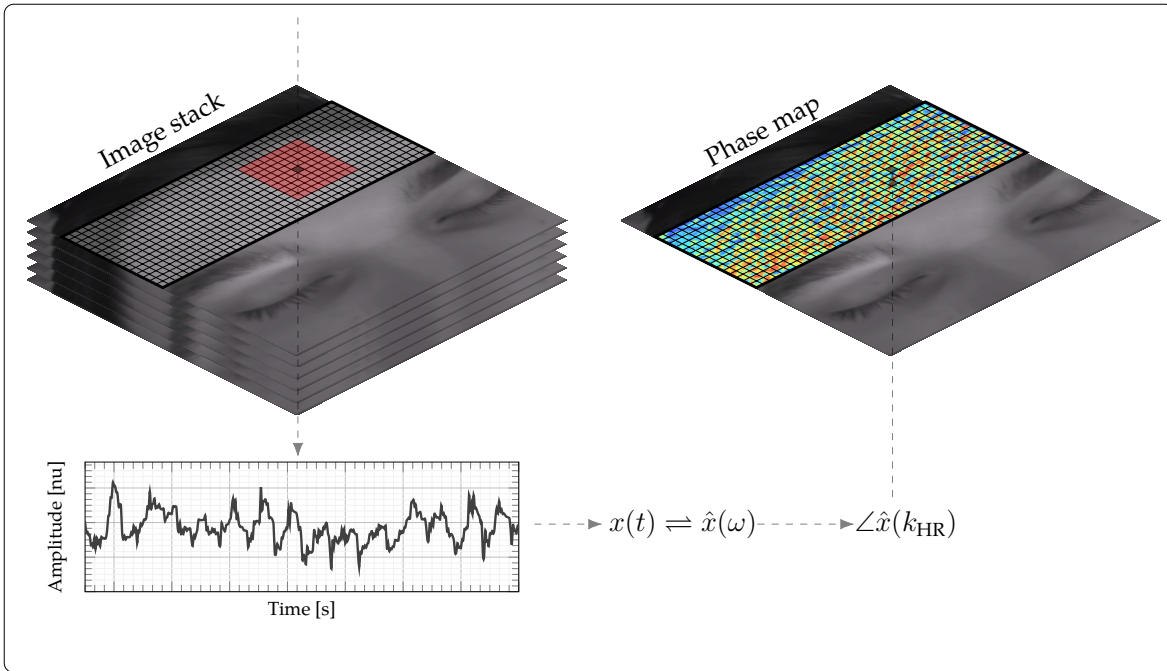 Image stack
Phase map
Amplitude [nu]
Time [s]
x(t) ⇌ x̂(ω)
∠x̂(k_HR)